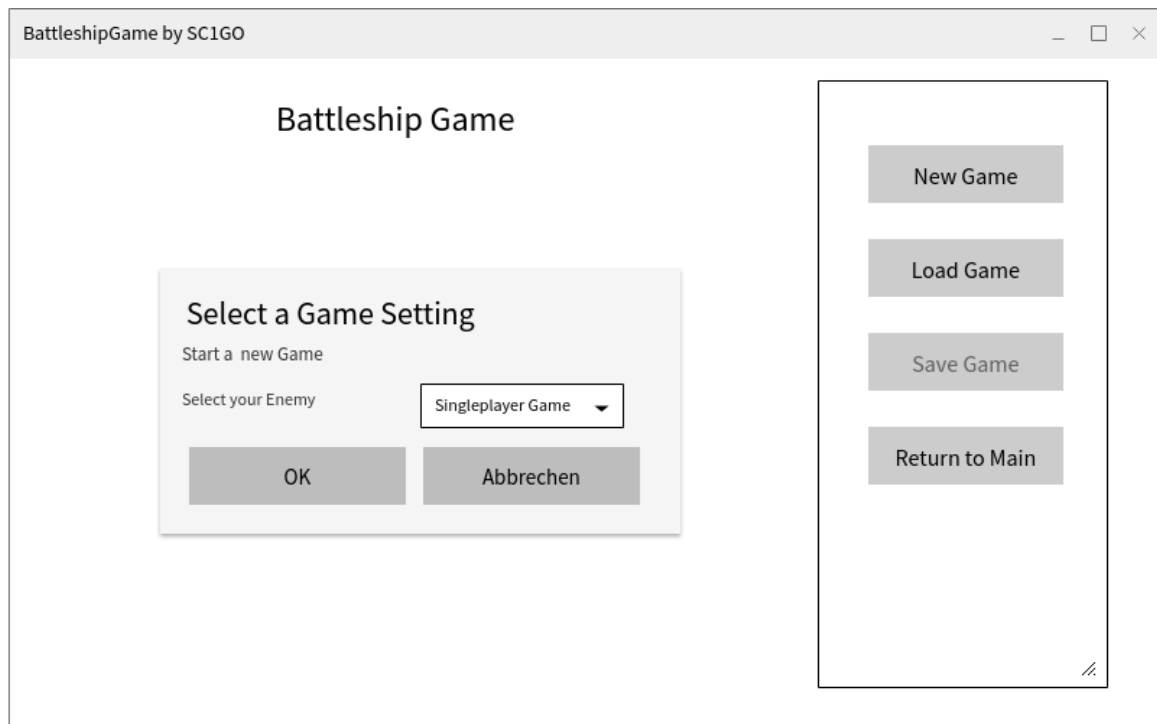 BattleshipGame by SC1GO
Battleship Game
Select a Game Setting
Start a  new Game
Select your Enemy
Singleplayer Game
OK
Abbrechen
New Game
Load Game
Save Game
Return to Main